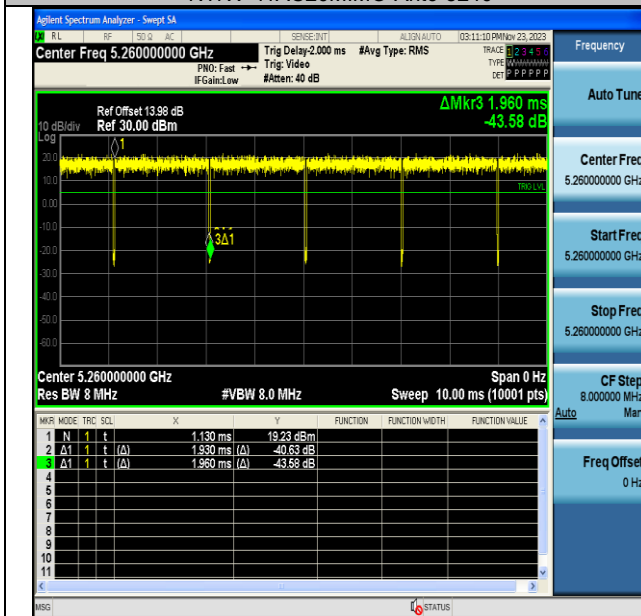 Agilent Spectrum Analyzer - Swept SA
RL RF 50 Ω AC SENSE:INT ALIGN AUTO 03:11:10 PM Nov 23, 2023
Center Freq 5.260000000 GHz
PNO: Fast
IFGain:Low
Trig Delay-2.000 ms
Trig: Video
#Atten: 40 dB
#Avg Type: RMS
TRACE 1 2 3 4 5 6
TYPE
DET P P P P P P
Frequency
Auto Tune
Center Freq
5.260000000 GHz
Start Freq
5.260000000 GHz
Stop Freq
5.260000000 GHz
CF Step
8.000000 MHz
Auto Man
Freq Offset
0 Hz
ΔMkr3 1.960 ms
-43.58 dB
Ref Offset 13.98 dB
10 dB/div Ref 30.00 dBm
Log
1
20.0
10.0
TRIG LVL
0.00
-10.0
3Δ1
-20.0
-30.0
-40.0
-50.0
-60.0
Center 5.260000000 GHz Span 0 Hz
Res BW 8 MHz #VBW 8.0 MHz Sweep 10.00 ms (10001 pts)
MKR MODE TRC SCL X Y FUNCTION FUNCTION WIDTH FUNCTION VALUE
1 N 1 t 1.130 ms 19.23 dBm
2 Δ1 1 t (Δ) 1.930 ms (Δ) -40.63 dB
3 Δ1 1 t (Δ) 1.960 ms (Δ) -43.58 dB
4
5
6
7
8
9
10
11
MSG STATUS